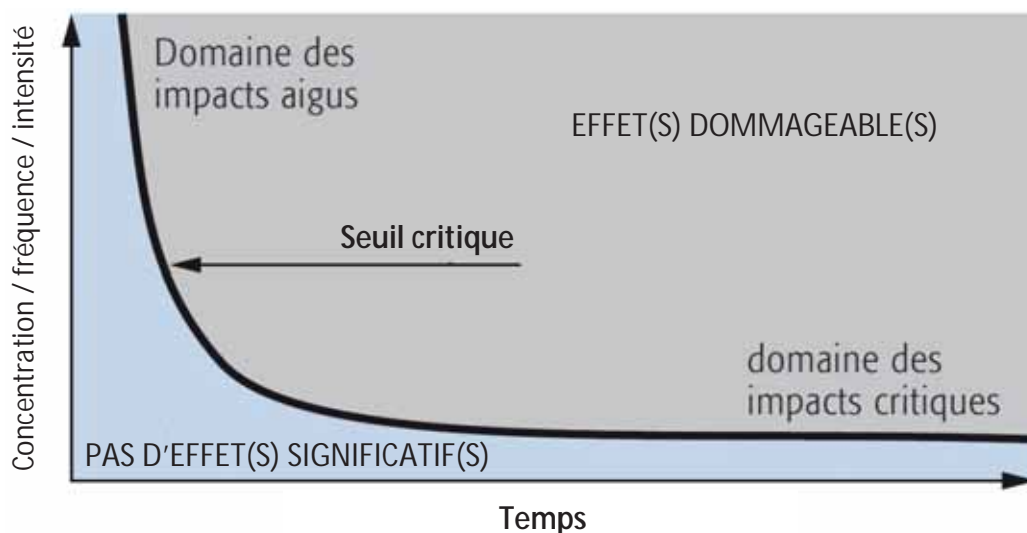 Concentration / fréquence / intensité
Domaine des
impacts aigus
EFFET(S) DOMMAGEABLE(S)
Seuil critique
domaine des
impacts critiques
PAS D'EFFET(S) SIGNIFICATIF(S)
Temps